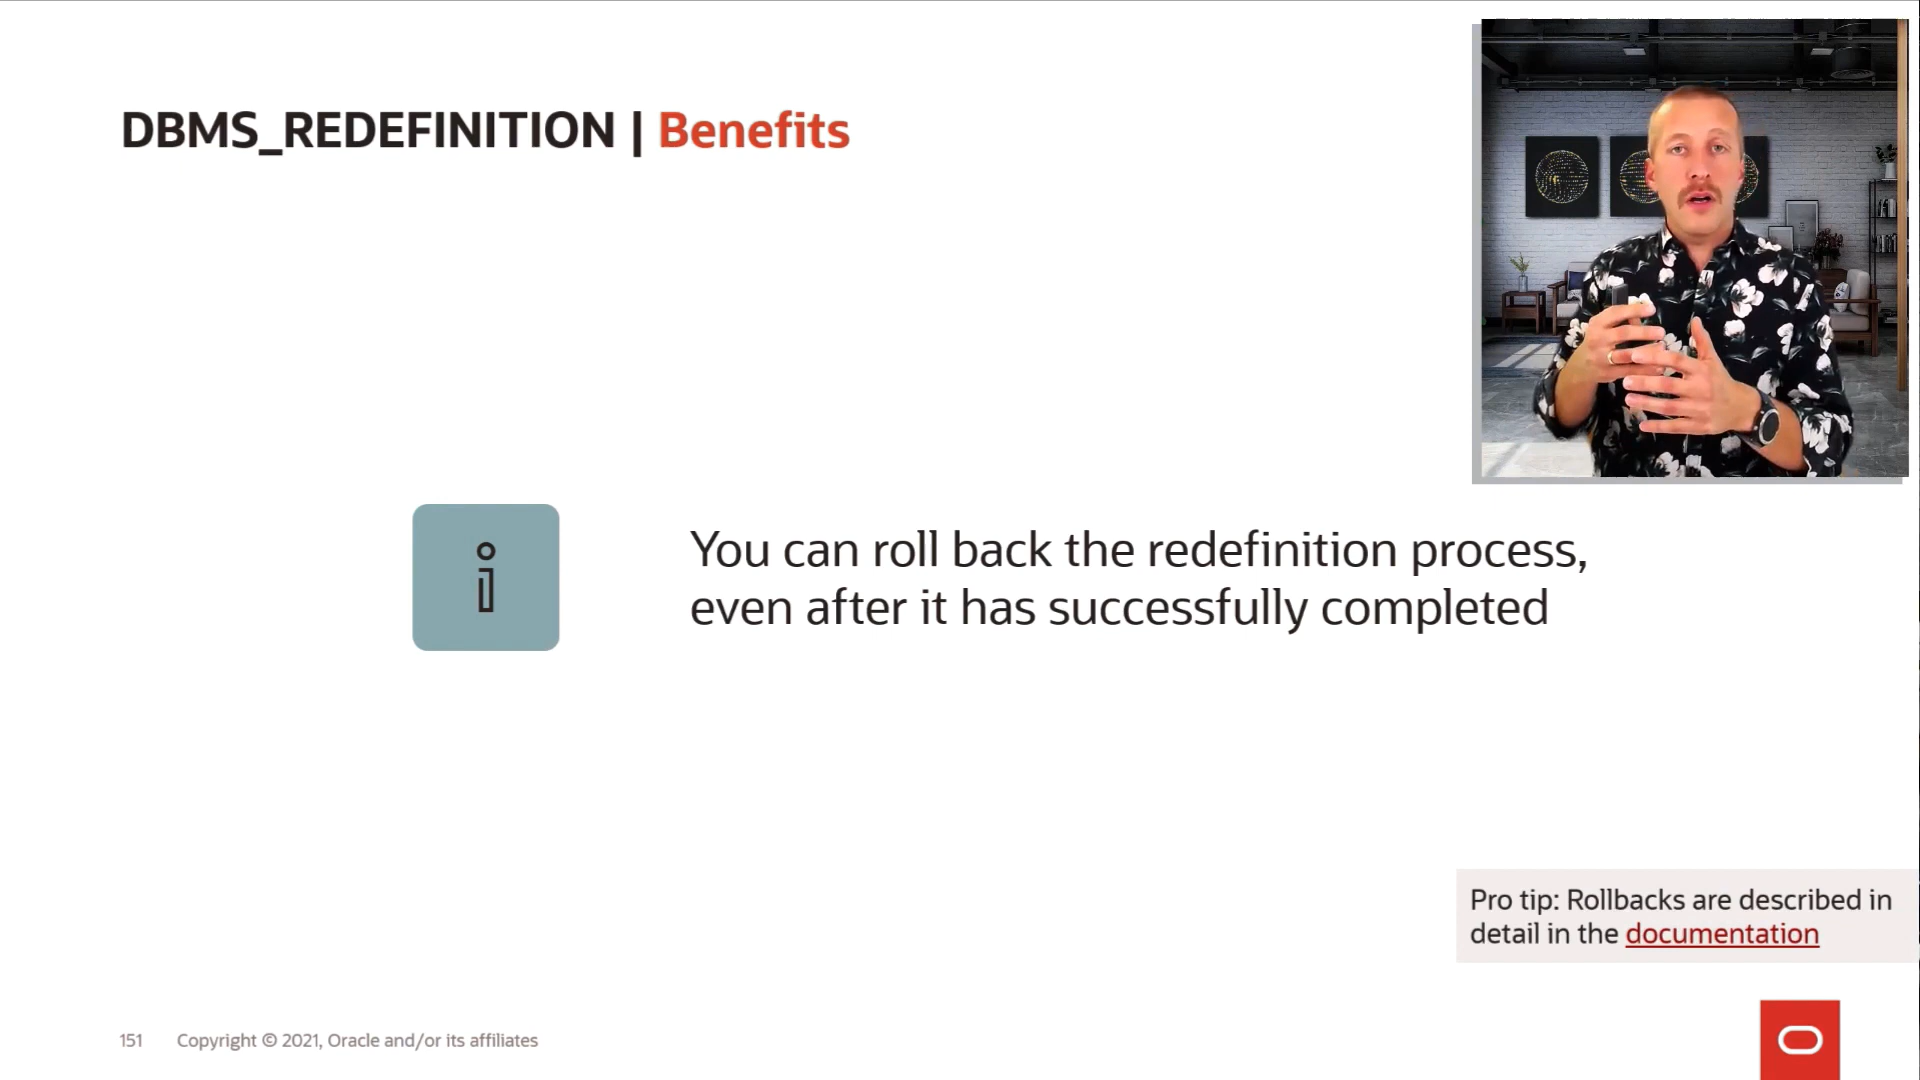 DBMS_REDEFINITION | Benefits
You can roll back the redefinition process,
even after it has successfully completed
Pro tip: Rollbacks are described in
detail in the documentation
151 Copyright © 2021, Oracle and/or its affiliates